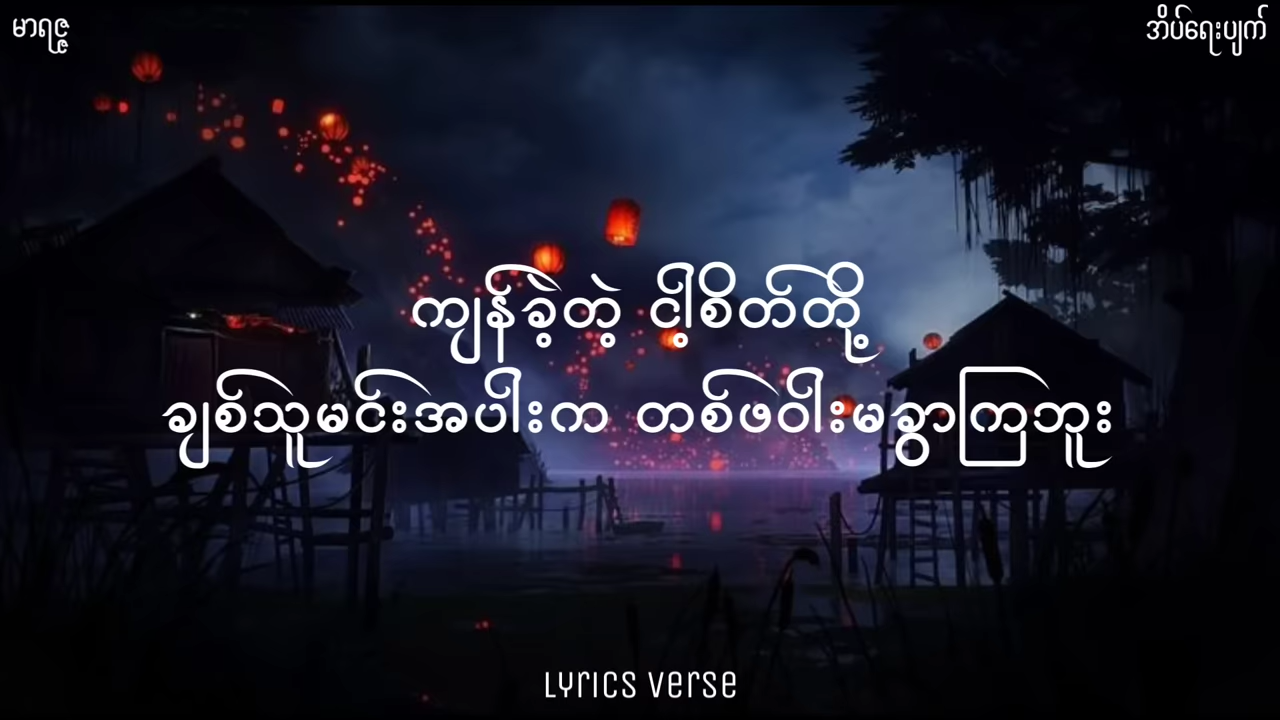 မာရဇ္ဇ
အိပ်ရေးပျက်
ကျန်ခဲ့တဲ့ ငါ့စိတ်တို့
ချစ်သူမင်းအပါးက တစ်ဖဝါးမခွာကြဘူး
Lyrics Verse